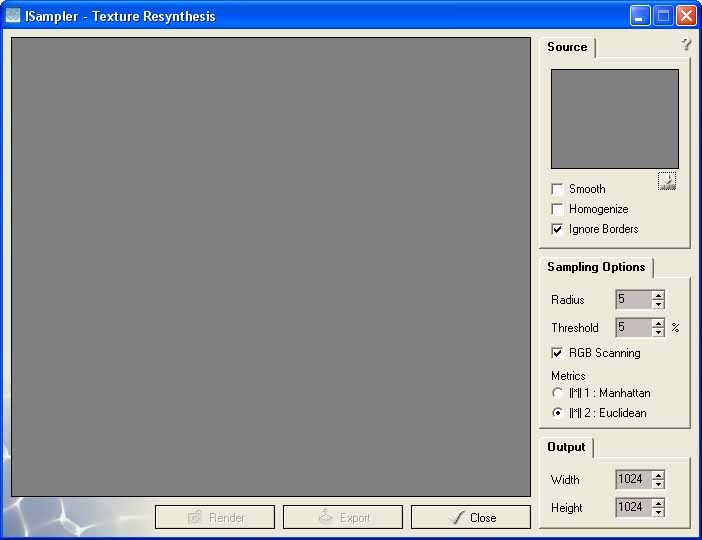 ISampler - Texture Resynthesis
?
Source
Smooth
Homogenize
Ignore Borders
Sampling Options
Radius 5
Threshold 5 %
RGB Scanning
Metrics
||*|| 1 : Manhattan
||*|| 2 : Euclidean
Output
Width 1024
Height 1024
Render Export Close